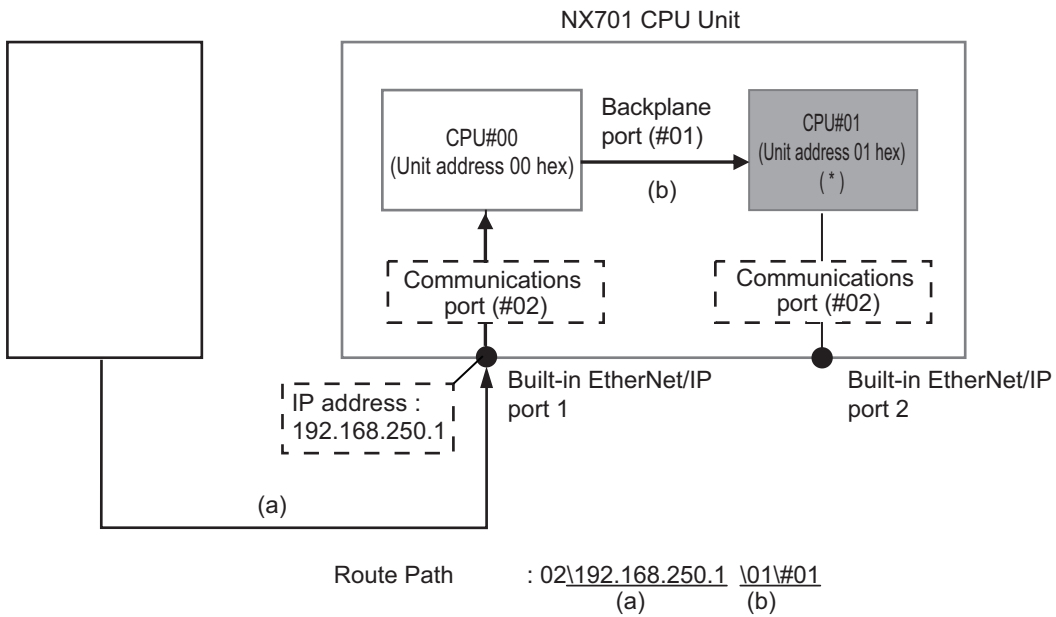 NX701 CPU Unit
CPU#00
(Unit address 00 hex)
Backplane
port (#01)
(b)
CPU#01
(Unit address 01 hex)
( * )
Communications
port (#02)
Communications
port (#02)
IP address :
192.168.250.1
Built-in EtherNet/IP
port 1
Built-in EtherNet/IP
port 2
(a)
Route Path : 02\192.168.250.1 \01\#01
(a) (b)